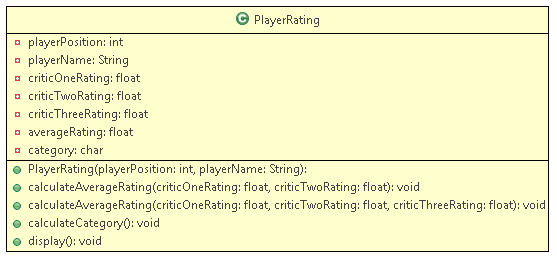 C PlayerRating
playerPosition: int
playerName: String
criticOneRating: float
criticTwoRating: float
criticThreeRating: float
averageRating: float
category: char
PlayerRating(playerPosition: int, playerName: String):
calculateAverageRating(criticOneRating: float, criticTwoRating: float): void
calculateAverageRating(criticOneRating: float, criticTwoRating: float, criticThreeRating: float): void
calculateCategory(): void
display(): void